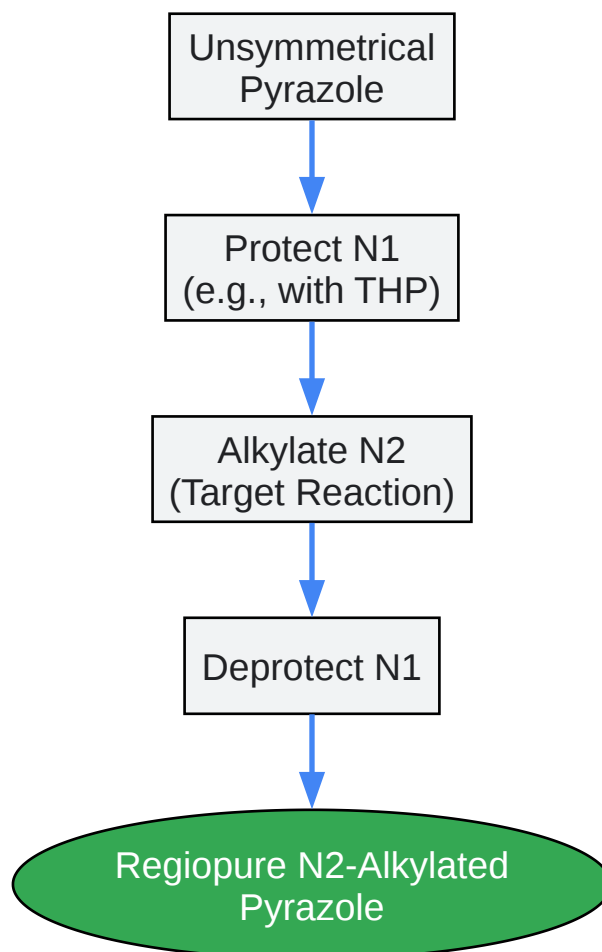 Unsymmetrical
Pyrazole
Protect N1
(e.g., with THP)
Alkylate N2
(Target Reaction)
Deprotect N1
Regiopure N2-Alkylated
Pyrazole